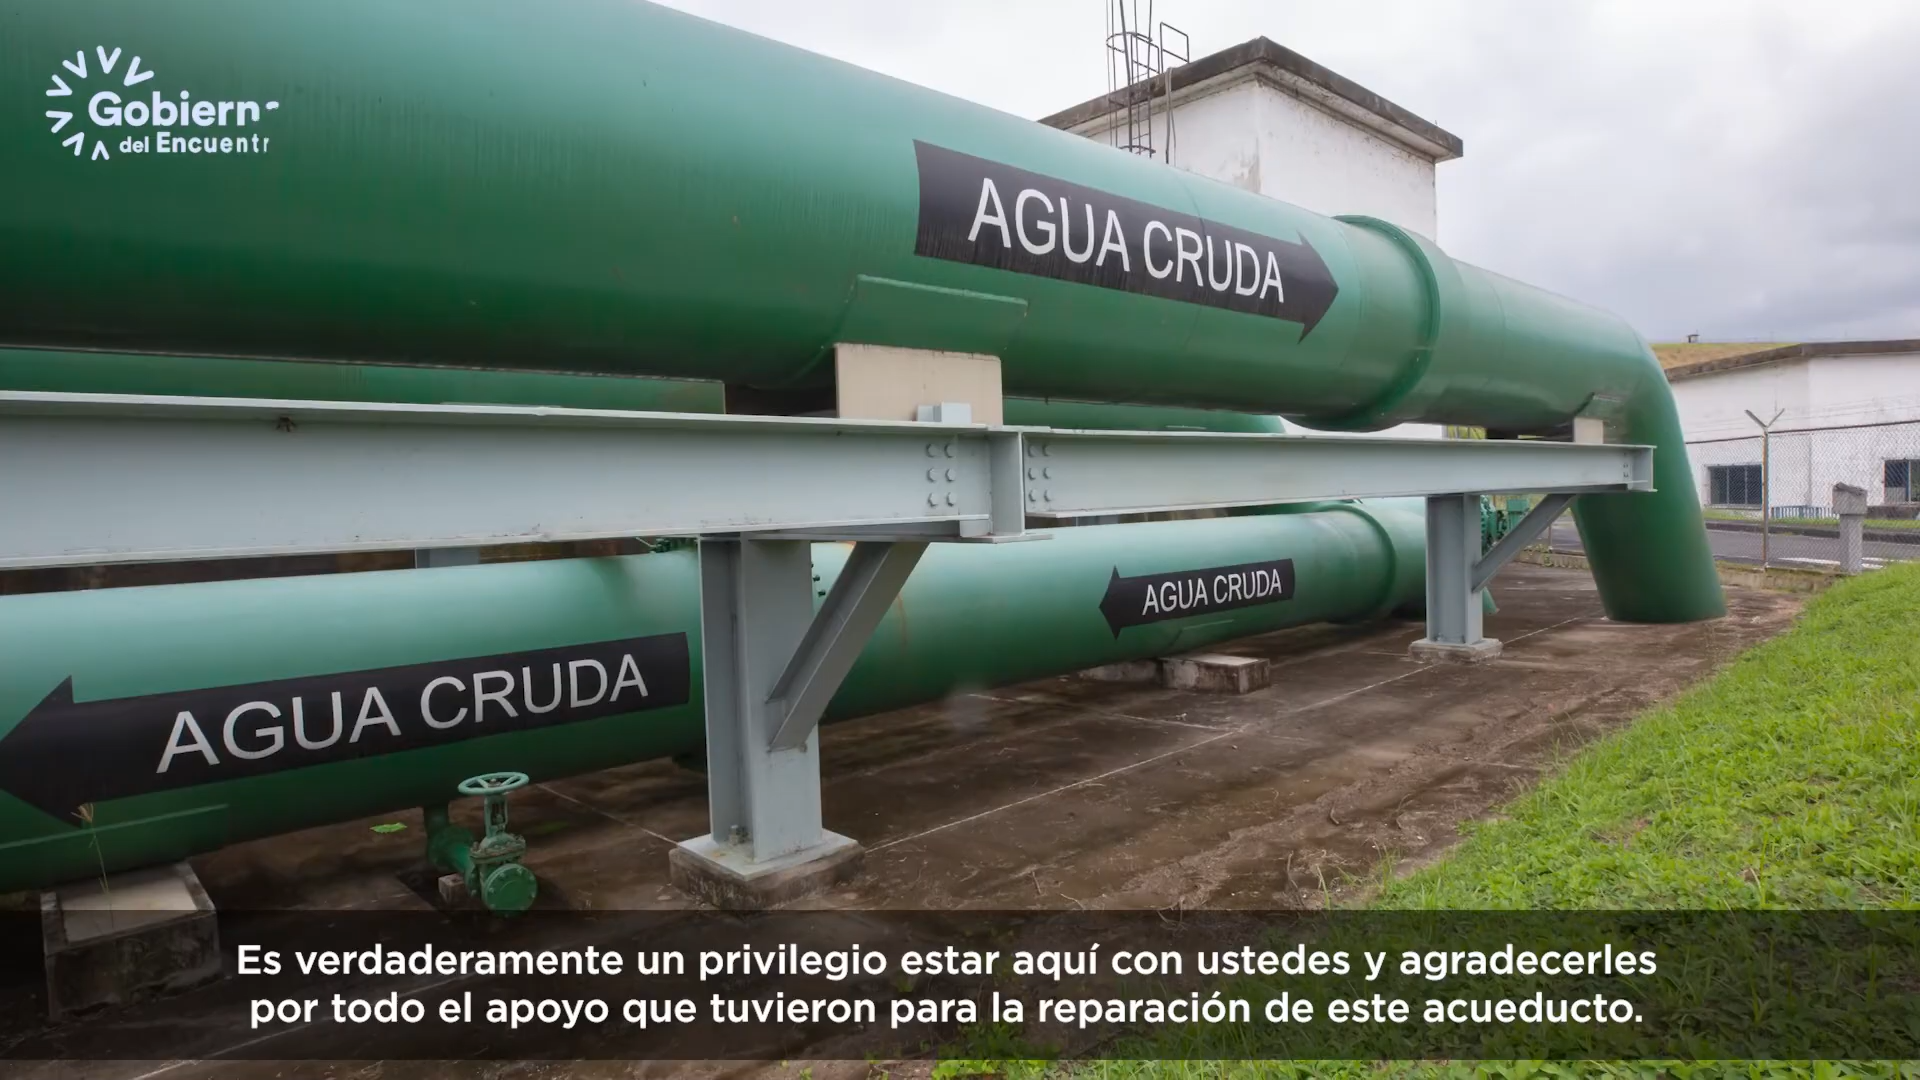 Gobiern
del Encuentr
AGUA CRUDA
AGUA CRUDA
AGUA CRUDA
Es verdaderamente un privilegio estar aquí con ustedes y agradecerles
por todo el apoyo que tuvieron para la reparación de este acueducto.